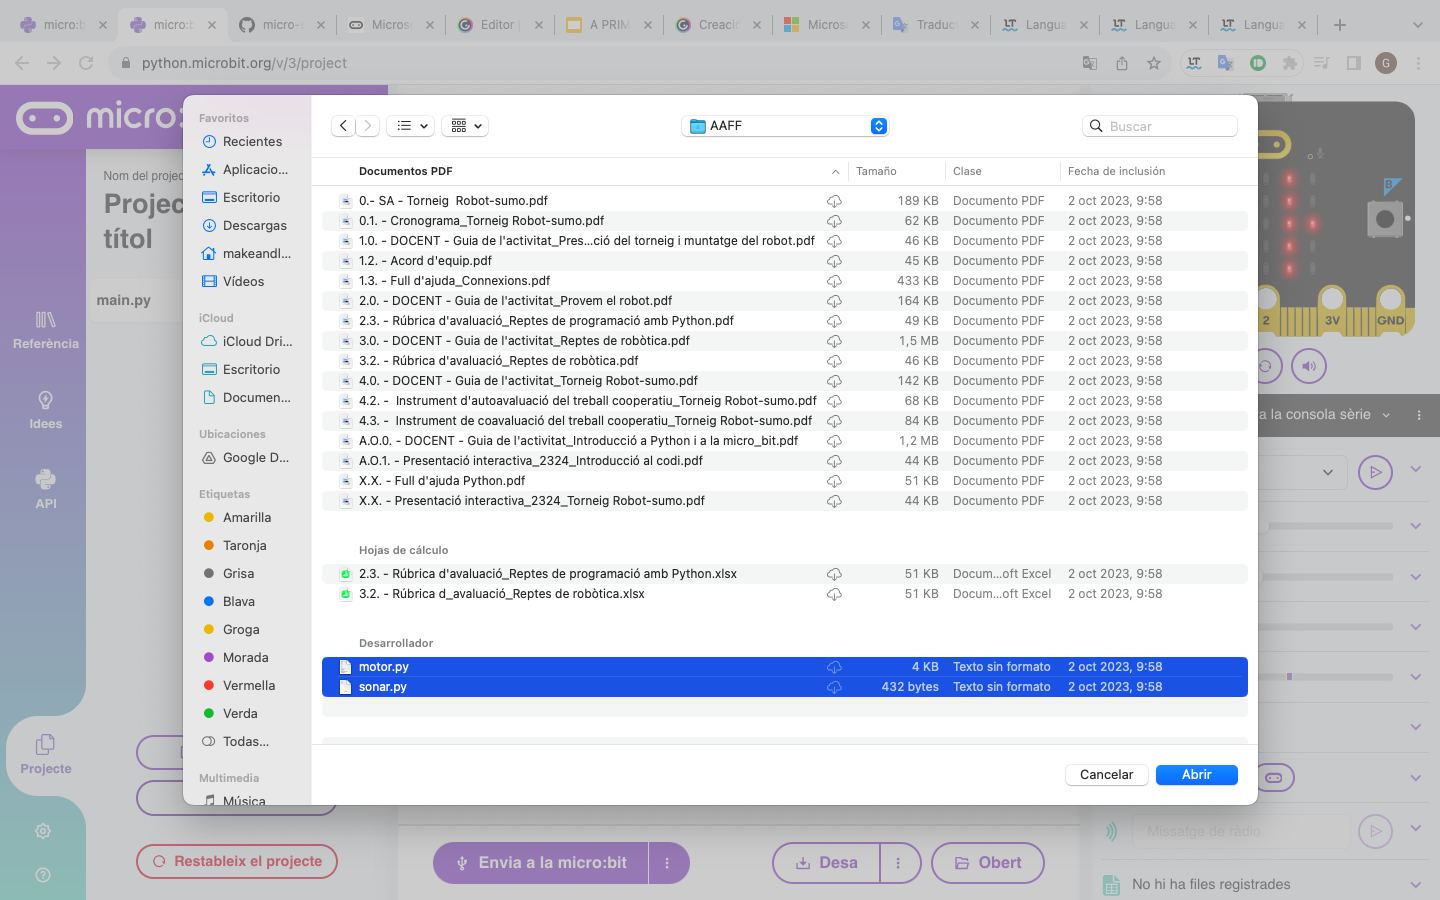 micro:b
micro:b
micro-s
Microso
Editor
A PRIM
Creació
Micros
Traduct
Langua
Langua
Langua
python.microbit.org/v/3/project
G
micro:b
Nom del project
Projec
títol
main.py
Referència
Idees
API
Projecte
Favoritos
Recientes
Aplicacio...
Escritorio
Descargas
makeandl...
Vídeos
iCloud
iCloud Dri...
Escritorio
Documen...
Ubicaciones
Google D...
Etiquetas
Amarilla
Taronja
Grisa
Blava
Groga
Morada
Vermella
Verda
Todas...
Multimedia
Música
AAFF
Buscar
Documentos PDF Tamaño Clase Fecha de inclusión
0.- SA - Torneig  Robot-sumo.pdf 189 KB Documento PDF 2 oct 2023, 9:58
0.1. - Cronograma_Torneig Robot-sumo.pdf 62 KB Documento PDF 2 oct 2023, 9:58
1.0. - DOCENT - Guia de l'activitat_Pres...ció del torneig i muntatge del robot.pdf 46 KB Documento PDF 2 oct 2023, 9:58
1.2. - Acord d'equip.pdf 45 KB Documento PDF 2 oct 2023, 9:58
1.3. - Full d'ajuda_Connexions.pdf 433 KB Documento PDF 2 oct 2023, 9:58
2.0. - DOCENT - Guia de l'activitat_Provem el robot.pdf 164 KB Documento PDF 2 oct 2023, 9:58
2.3. - Rúbrica d'avaluació_Reptes de programació amb Python.pdf 49 KB Documento PDF 2 oct 2023, 9:58
3.0. - DOCENT - Guia de l'activitat_Reptes de robòtica.pdf 1,5 MB Documento PDF 2 oct 2023, 9:58
3.2. - Rúbrica d'avaluació_Reptes de robòtica.pdf 46 KB Documento PDF 2 oct 2023, 9:58
4.0. - DOCENT - Guia de l'activitat_Torneig Robot-sumo.pdf 142 KB Documento PDF 2 oct 2023, 9:58
4.2. -  Instrument d'autoavaluació del treball cooperatiu_Torneig Robot-sumo.pdf 68 KB Documento PDF 2 oct 2023, 9:58
4.3. -  Instrument de coavaluació del treball cooperatiu_Torneig Robot-sumo.pdf 84 KB Documento PDF 2 oct 2023, 9:58
A.O.0. - DOCENT - Guia de l'activitat_Introducció a Python i a la micro_bit.pdf 1,2 MB Documento PDF 2 oct 2023, 9:58
A.O.1. - Presentació interactiva_2324_Introducció al codi.pdf 44 KB Documento PDF 2 oct 2023, 9:58
X.X. - Full d'ajuda Python.pdf 51 KB Documento PDF 2 oct 2023, 9:58
X.X. - Presentació interactiva_2324_Torneig Robot-sumo.pdf 44 KB Documento PDF 2 oct 2023, 9:58
Hojas de cálculo
2.3. - Rúbrica d'avaluació_Reptes de programació amb Python.xlsx 51 KB Docum...oft Excel 2 oct 2023, 9:58
3.2. - Rúbrica d_avaluació_Reptes de robòtica.xlsx 51 KB Docum...oft Excel 2 oct 2023, 9:58
Desarrollador
motor.py 4 KB Texto sin formato 2 oct 2023, 9:58
sonar.py 432 bytes Texto sin formato 2 oct 2023, 9:58
Cancelar
Abrir
B
2 3V GND
ra la consola sèrie
Missatge de ràdio
No hi ha files registrades
Restableix el projecte
Envia a la micro:bit
Desa
Obert